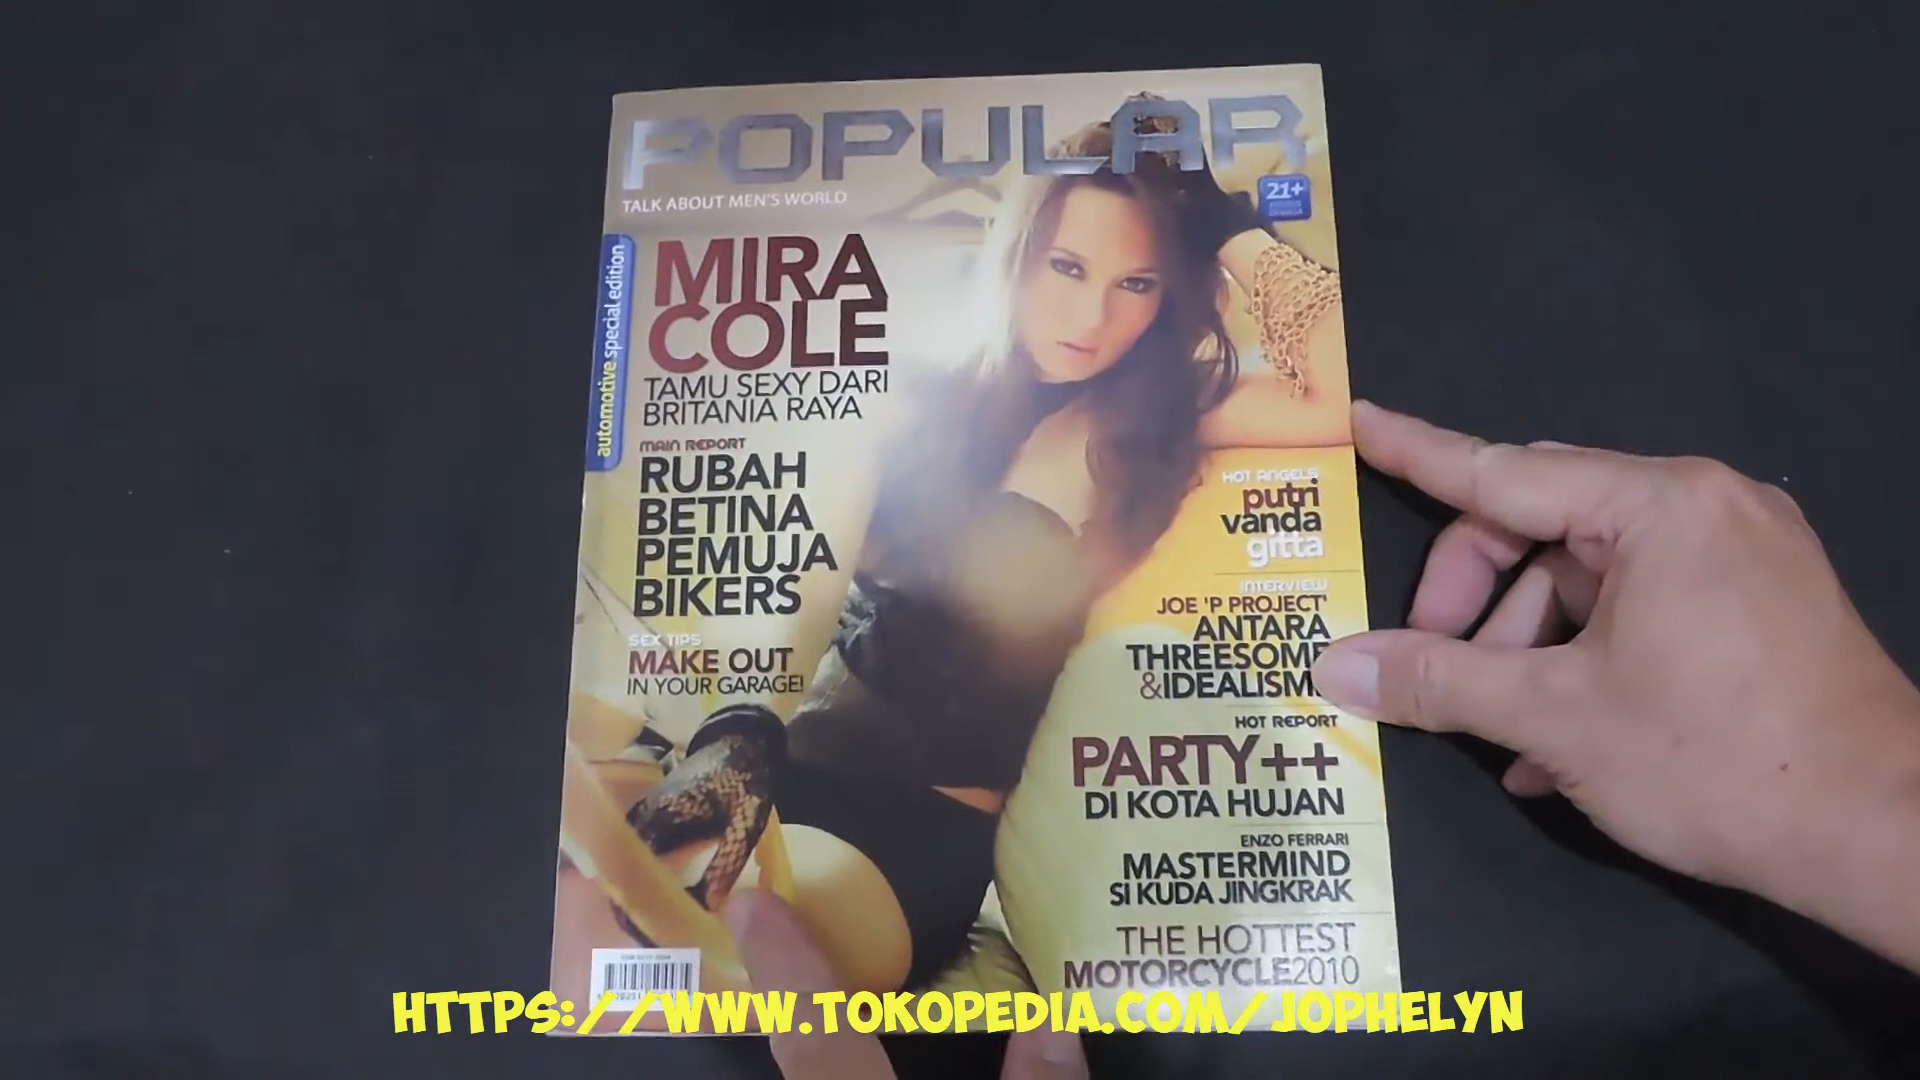 POPULAR
TALK ABOUT MEN'S WORLD
21+
automotive special edition
MIRA
COLE
TAMU SEXY DARI
BRITANIA RAYA
MAIN REPORT
RUBAH
BETINA
PEMUJA
BIKERS
SEX TIPS
MAKE OUT
IN YOUR GARAGE!
HOT ANGELS
putri
vanda
gitta
INTERVIEW
JOE 'P PROJECT'
ANTARA
THREESOME
&IDEALISM
HOT REPORT
PARTY++
DI KOTA HUJAN
ENZO FERRARI
MASTERMIND
SI KUDA JINGKRAK
THE HOTTEST
MOTORCYCLE2010
HTTPS://WWW.TOKOPEDIA.COM/JOPHELYN